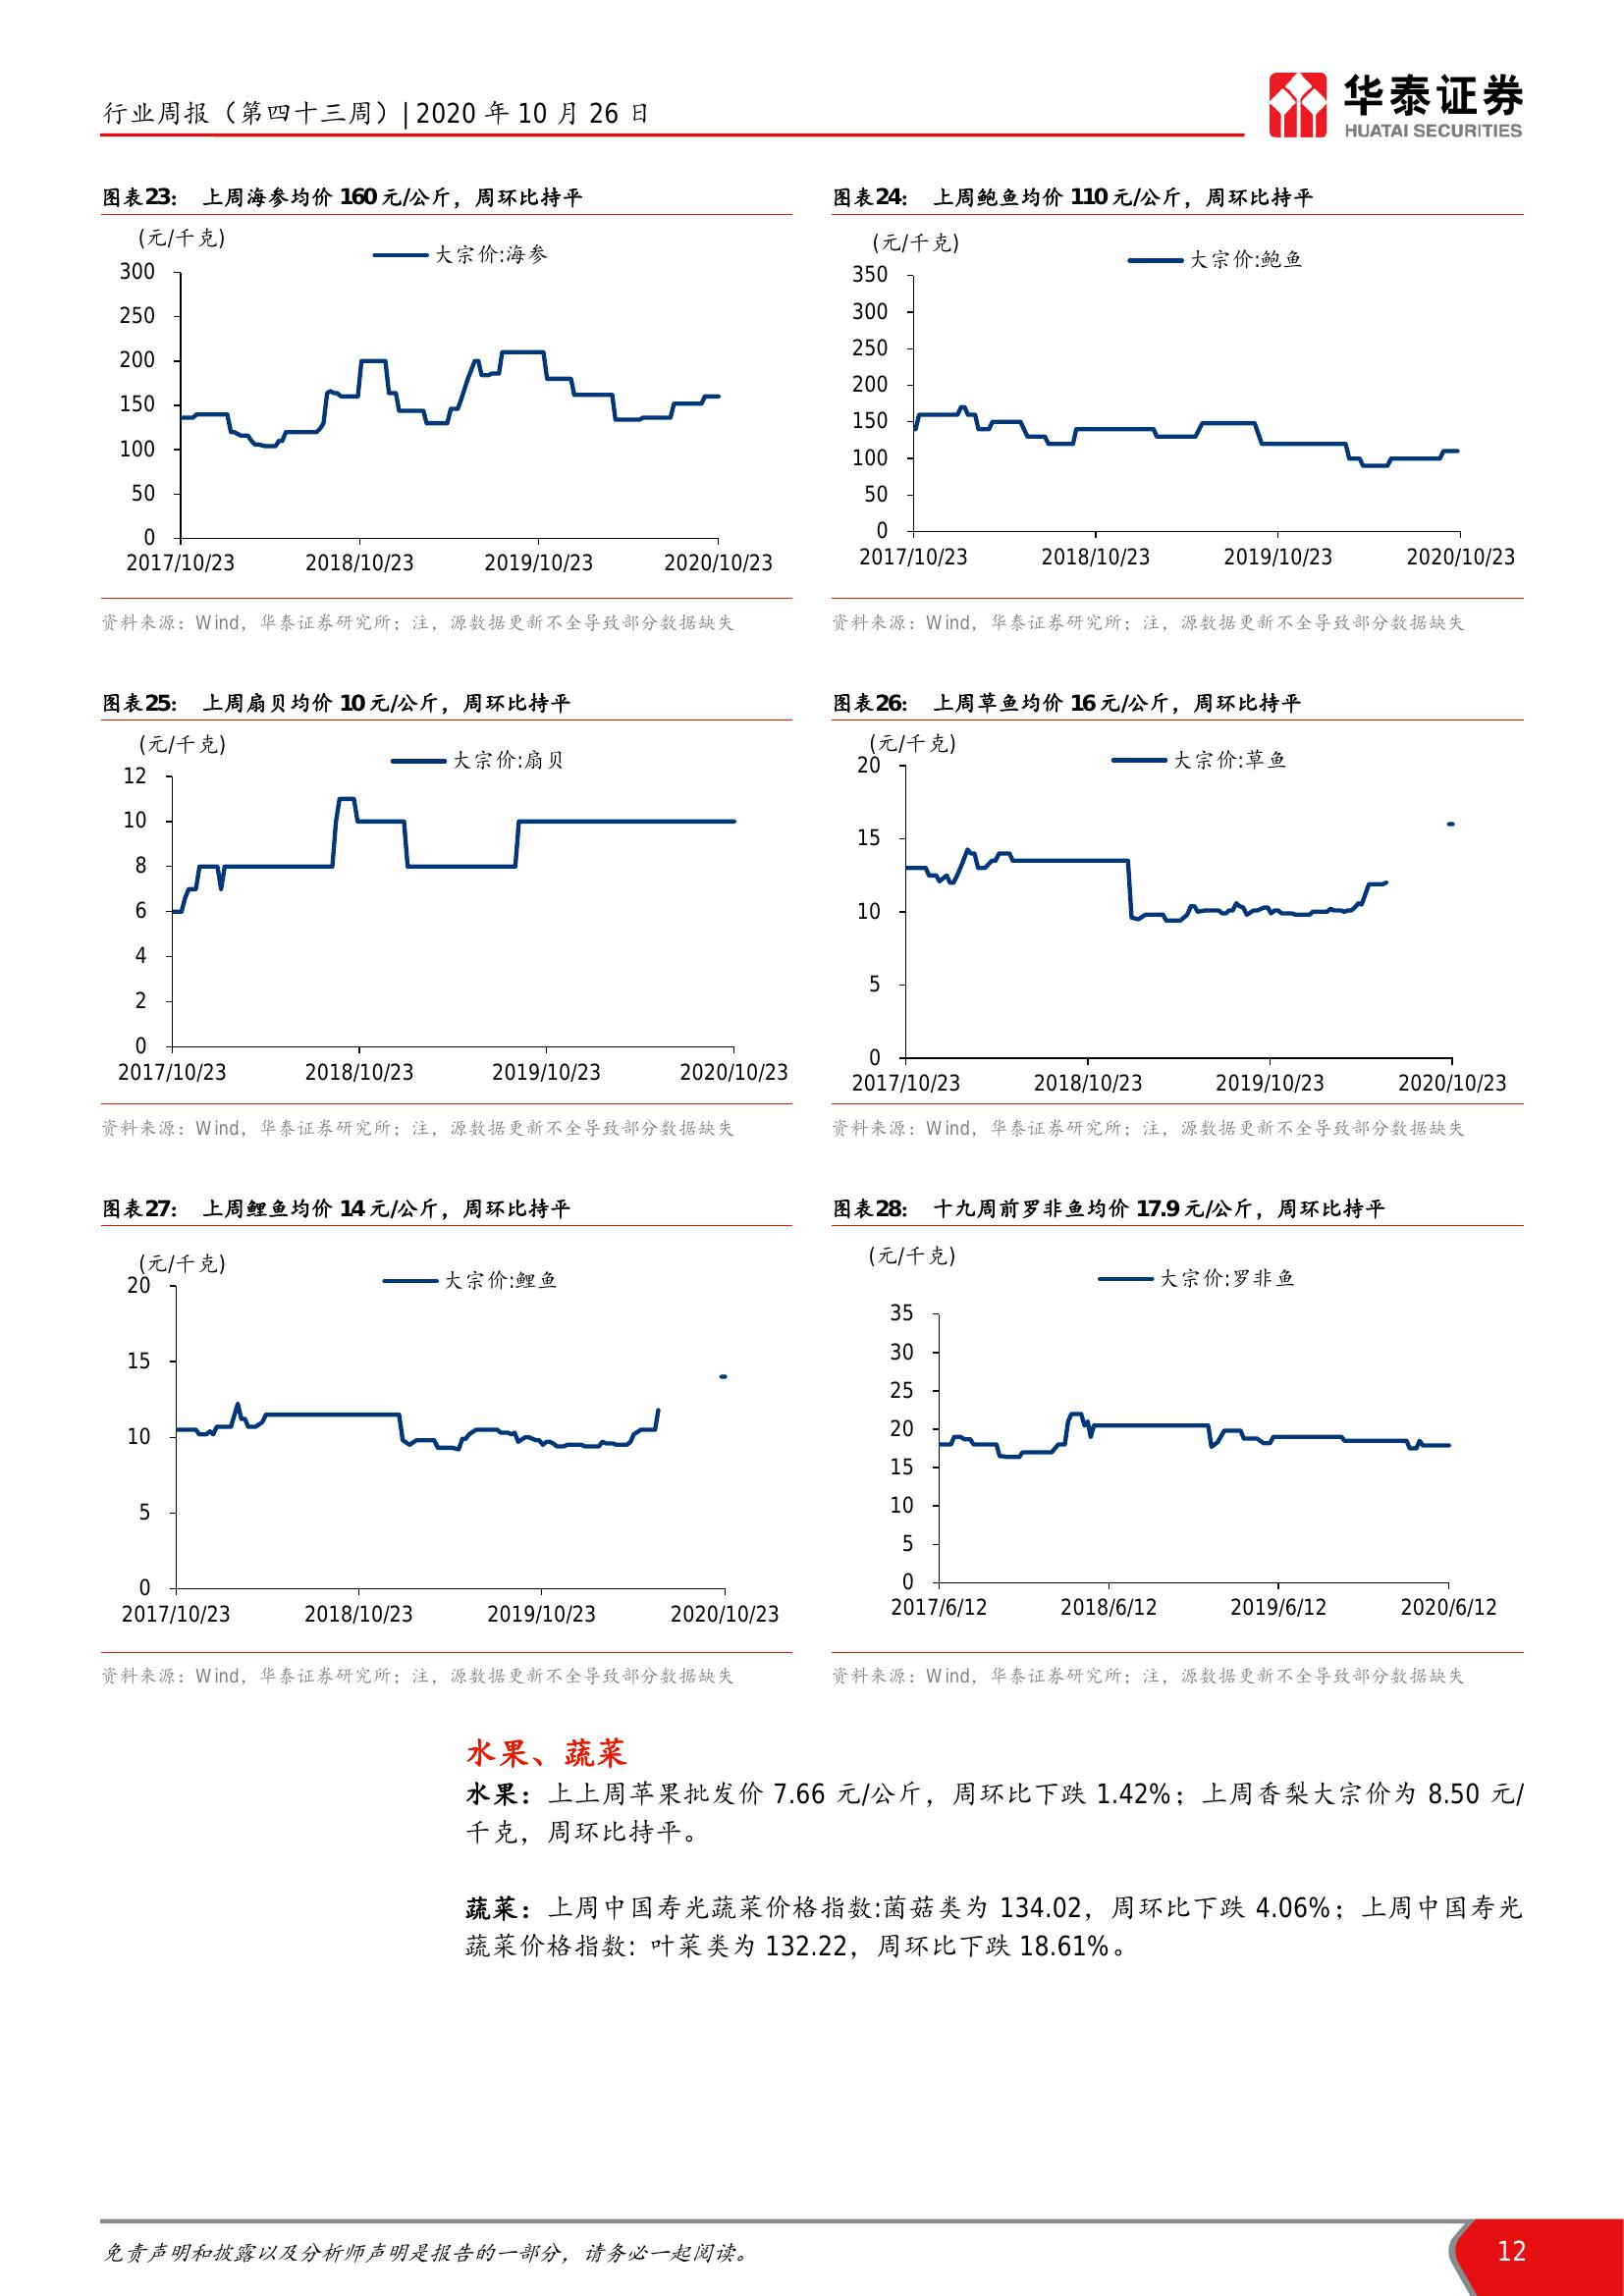 行业周报（第四十三周）| 2020 年 10 月 26 日
华泰证券
HUATAI SECURITIES
图表23： 上周海参均价 160 元/公斤，周环比持平
(元/千克)
大宗价:海参
300
250
200
150
100
50
0
2017/10/23 2018/10/23 2019/10/23 2020/10/23
资料来源：Wind，华泰证券研究所；注，源数据更新不全导致部分数据缺失
图表24： 上周鲍鱼均价 110 元/公斤，周环比持平
(元/千克)
大宗价:鲍鱼
350
300
250
200
150
100
50
0
2017/10/23 2018/10/23 2019/10/23 2020/10/23
资料来源：Wind，华泰证券研究所；注，源数据更新不全导致部分数据缺失
图表25： 上周扇贝均价 10 元/公斤，周环比持平
(元/千克)
大宗价:扇贝
12
10
8
6
4
2
0
2017/10/23 2018/10/23 2019/10/23 2020/10/23
资料来源：Wind，华泰证券研究所；注，源数据更新不全导致部分数据缺失
图表26： 上周草鱼均价 16 元/公斤，周环比持平
(元/千克)
大宗价:草鱼
20
15
10
5
0
2017/10/23 2018/10/23 2019/10/23 2020/10/23
资料来源：Wind，华泰证券研究所；注，源数据更新不全导致部分数据缺失
图表27： 上周鲤鱼均价 14 元/公斤，周环比持平
(元/千克)
大宗价:鲤鱼
20
15
10
5
0
2017/10/23 2018/10/23 2019/10/23 2020/10/23
资料来源：Wind，华泰证券研究所；注，源数据更新不全导致部分数据缺失
图表28： 十九周前罗非鱼均价 17.9 元/公斤，周环比持平
(元/千克)
大宗价:罗非鱼
35
30
25
20
15
10
5
0
2017/6/12 2018/6/12 2019/6/12 2020/6/12
资料来源：Wind，华泰证券研究所；注，源数据更新不全导致部分数据缺失
水果、蔬菜
水果：上上周苹果批发价 7.66 元/公斤，周环比下跌 1.42%；上周香梨大宗价为 8.50 元/
千克，周环比持平。
蔬菜：上周中国寿光蔬菜价格指数:菌菇类为 134.02，周环比下跌 4.06%；上周中国寿光
蔬菜价格指数: 叶菜类为 132.22，周环比下跌 18.61%。
免责声明和披露以及分析师声明是报告的一部分，请务必一起阅读。
12